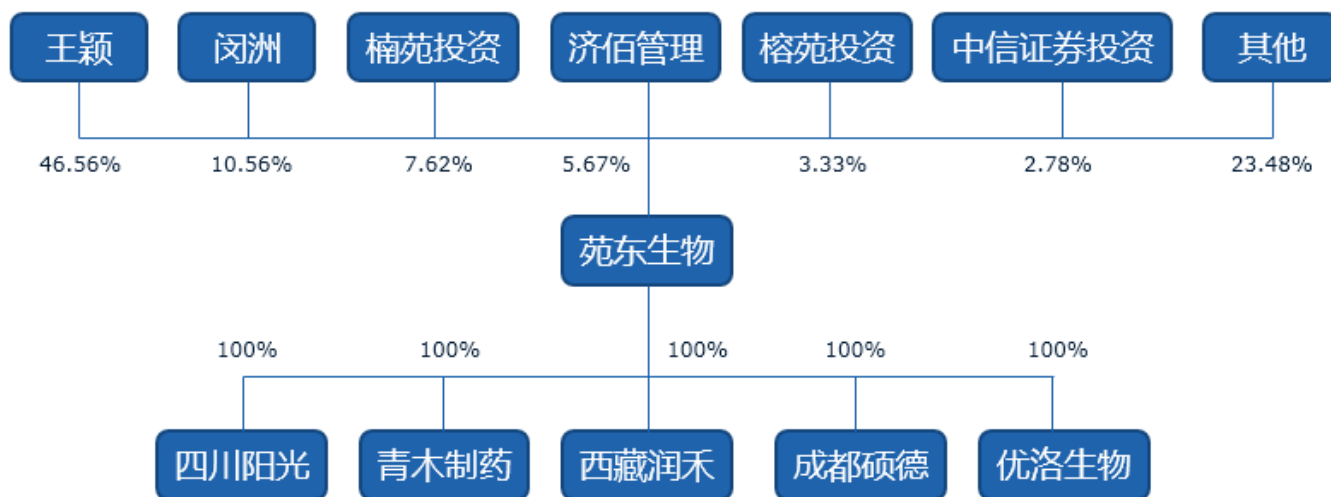 王颖 闵洲 楠苑投资 济佰管理 榕苑投资 中信证券投资 其他
46.56% 10.56% 7.62% 5.67% 3.33% 2.78% 23.48%
苑东生物
100% 100% 100% 100% 100%
四川阳光 青木制药 西藏润禾 成都硕德 优洛生物